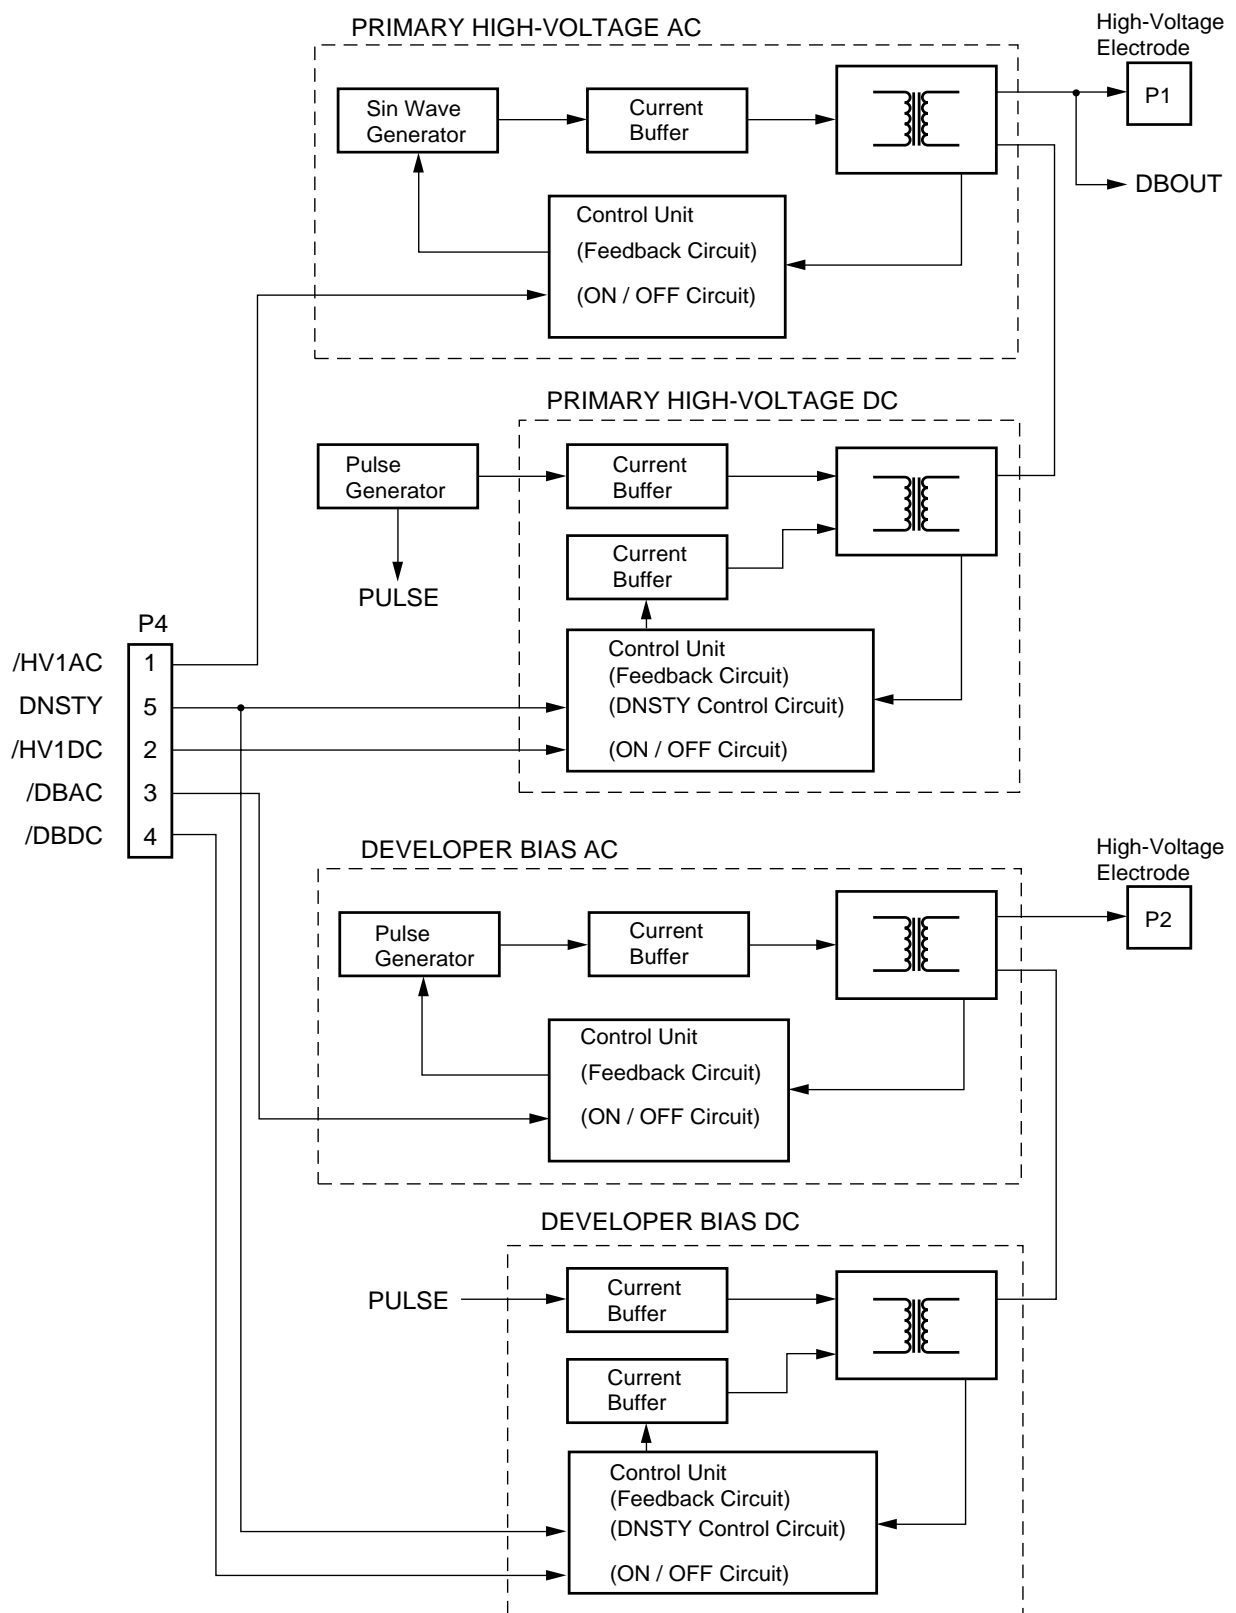 PRIMARY HIGH-VOLTAGE AC
High-Voltage
Electrode
P1
Sin Wave
Generator
Current
Buffer
DBOUT
Control Unit
(Feedback Circuit)
(ON / OFF Circuit)
PRIMARY HIGH-VOLTAGE DC
Pulse
Generator
Current
Buffer
Current
Buffer
PULSE
Control Unit
(Feedback Circuit)
(DNSTY Control Circuit)
(ON / OFF Circuit)
P4
/HV1AC 1
DNSTY 5
/HV1DC 2
/DBAC 3
/DBDC 4
DEVELOPER BIAS AC
High-Voltage
Electrode
P2
Pulse
Generator
Current
Buffer
Control Unit
(Feedback Circuit)
(ON / OFF Circuit)
DEVELOPER BIAS DC
PULSE
Current
Buffer
Current
Buffer
Control Unit
(Feedback Circuit)
(DNSTY Control Circuit)
(ON / OFF Circuit)